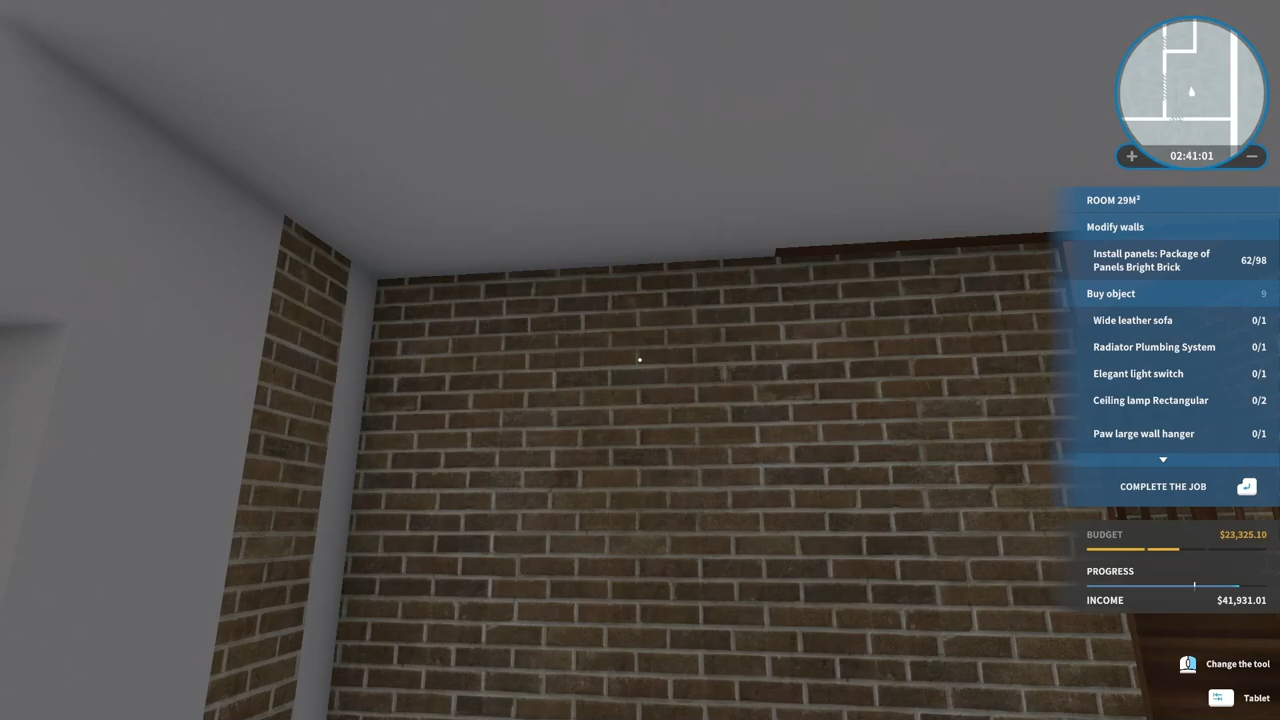 02:41:01
ROOM 29M²
Modify walls
Install panels: Package of
Panels Bright Brick
62/98
Buy object
9
Wide leather sofa
0/1
Radiator Plumbing System
0/1
Elegant light switch
0/1
Ceiling lamp Rectangular
0/2
Paw large wall hanger
0/1
COMPLETE THE JOB
BUDGET
$23,325.10
PROGRESS
INCOME
$41,931.01
Change the tool
Tablet